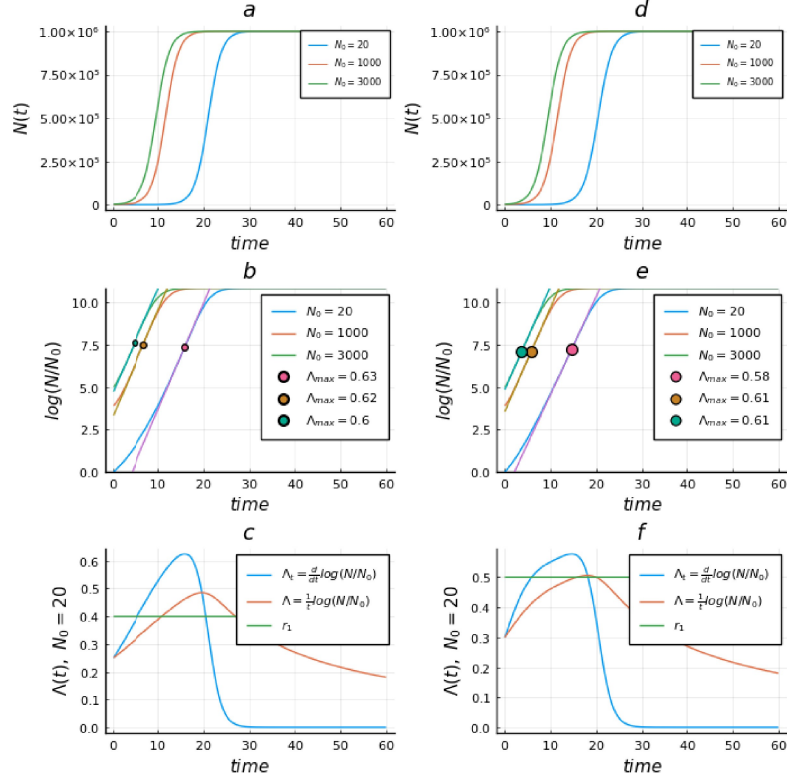 a
1.00×10⁶
7.50×10⁵
5.00×10⁵
2.50×10⁵
0
N(t)
N₀ = 20
N₀ = 1000
N₀ = 3000
0 10 20 30 40 50 60
time
d
1.00×10⁶
7.50×10⁵
5.00×10⁵
2.50×10⁵
0
N(t)
N₀ = 20
N₀ = 1000
N₀ = 3000
0 10 20 30 40 50 60
time
b
10.0
7.5
5.0
2.5
0.0
log(N/N₀)
N₀ = 20
N₀ = 1000
N₀ = 3000
Λₘₐₓ = 0.63
Λₘₐₓ = 0.62
Λₘₐₓ = 0.6
0 10 20 30 40 50 60
time
e
10.0
7.5
5.0
2.5
0.0
log(N/N₀)
N₀ = 20
N₀ = 1000
N₀ = 3000
Λₘₐₓ = 0.58
Λₘₐₓ = 0.61
Λₘₐₓ = 0.61
0 10 20 30 40 50 60
time
c
0.6
0.5
0.4
0.3
0.2
0.1
0.0
Λ(t), N₀ = 20
Λₜ = d/dt log(N/N₀)
Λ = 1/t log(N/N₀)
r₁
0 10 20 30 40 50 60
time
f
0.5
0.4
0.3
0.2
0.1
0.0
Λ(t), N₀ = 20
Λₜ = d/dt log(N/N₀)
Λ = 1/t log(N/N₀)
r₁
0 10 20 30 40 50 60
time